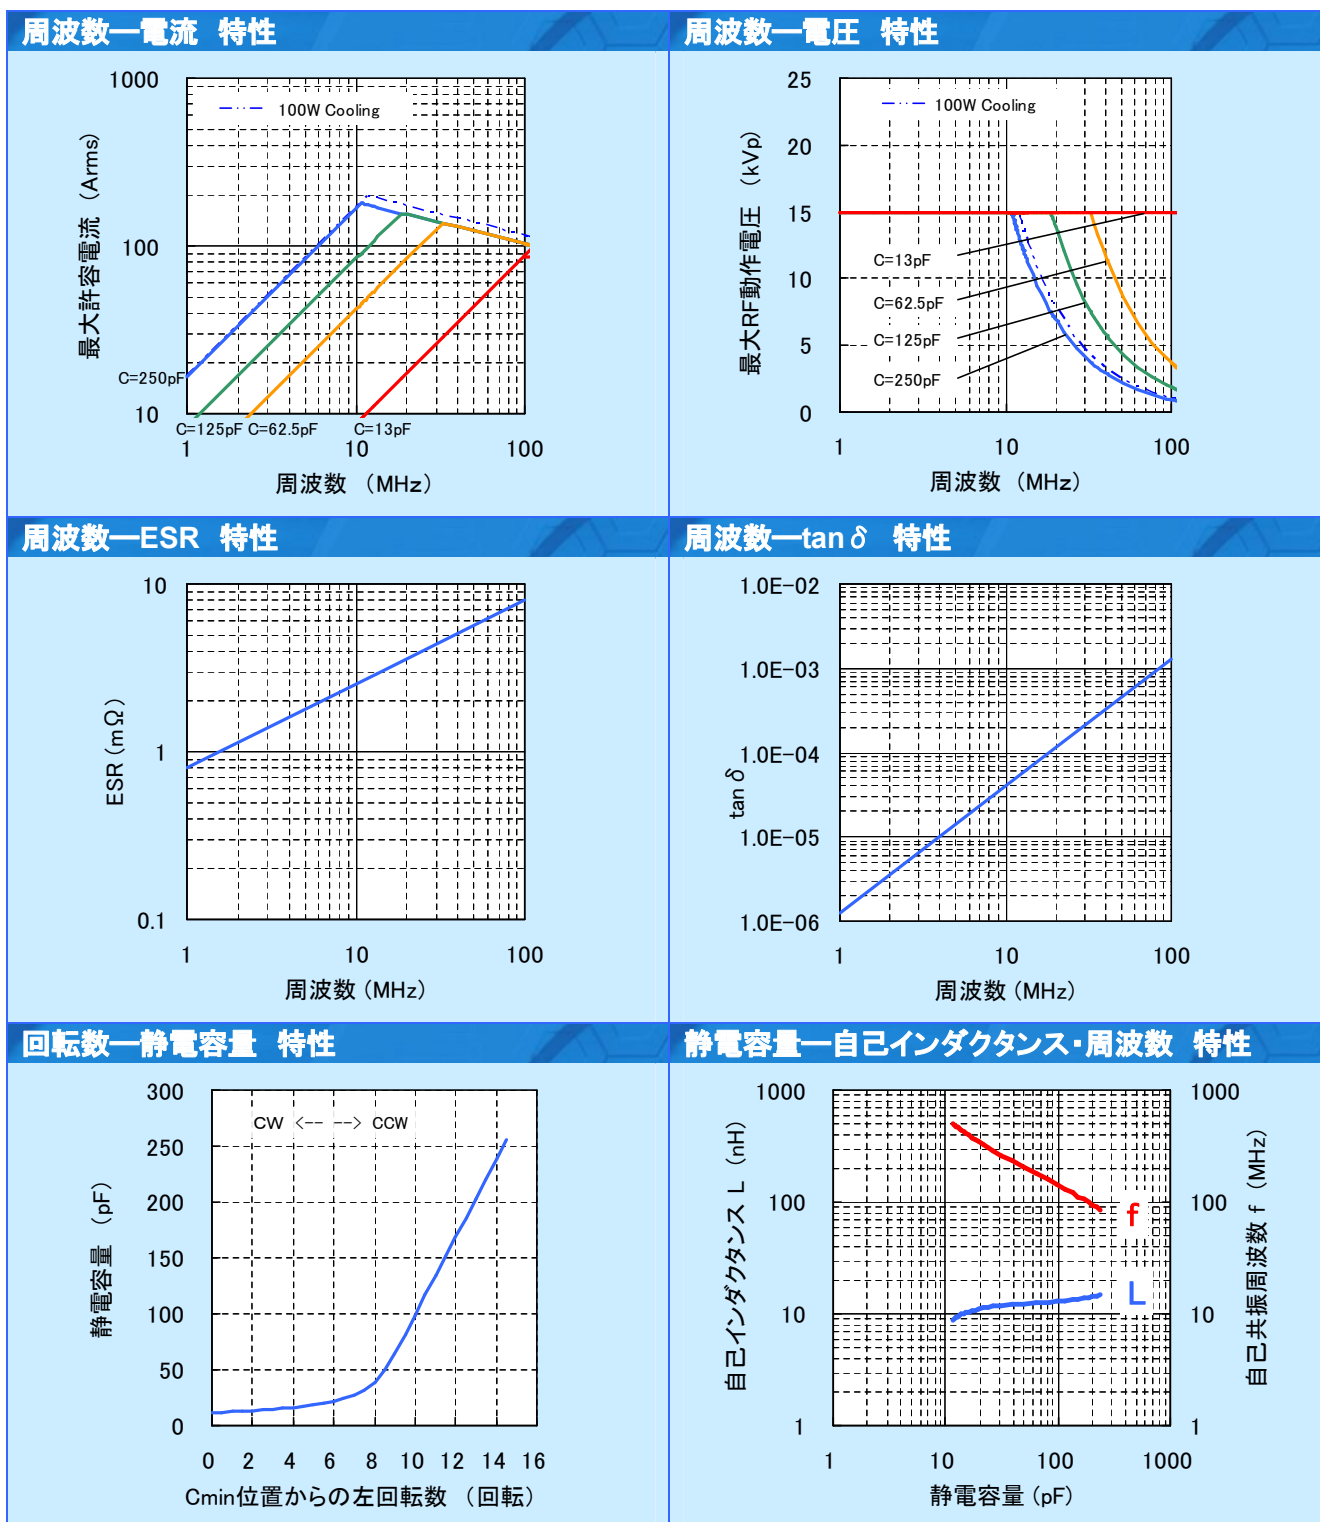 周波数―電流 特性
1000
100
10
最大許容電流 (Arms)
100W Cooling
C=250pF
C=125pF C=62.5pF C=13pF
1 10 100
周波数 (MHz)
周波数―電圧 特性
25
20
15
10
5
0
最大RF動作電圧 (kVp)
100W Cooling
C=13pF
C=62.5pF
C=125pF
C=250pF
1 10 100
周波数 (MHz)
周波数―ESR 特性
10
1
0.1
ESR (mΩ)
1 10 100
周波数 (MHz)
周波数―tanδ 特性
1.0E-02
1.0E-03
1.0E-04
1.0E-05
1.0E-06
tanδ
1 10 100
周波数 (MHz)
回転数―静電容量 特性
300
250
200
150
100
50
0
静電容量 (pF)
CW <-- --> CCW
0 2 4 6 8 10 12 14 16
Cmin位置からの左回転数 (回転)
静電容量―自己インダクタンス・周波数 特性
1000
100
10
1
自己インダクタンス L (nH)
f
L
1000
100
10
1
自己共振周波数 f (MHz)
1 10 100 1000
静電容量 (pF)